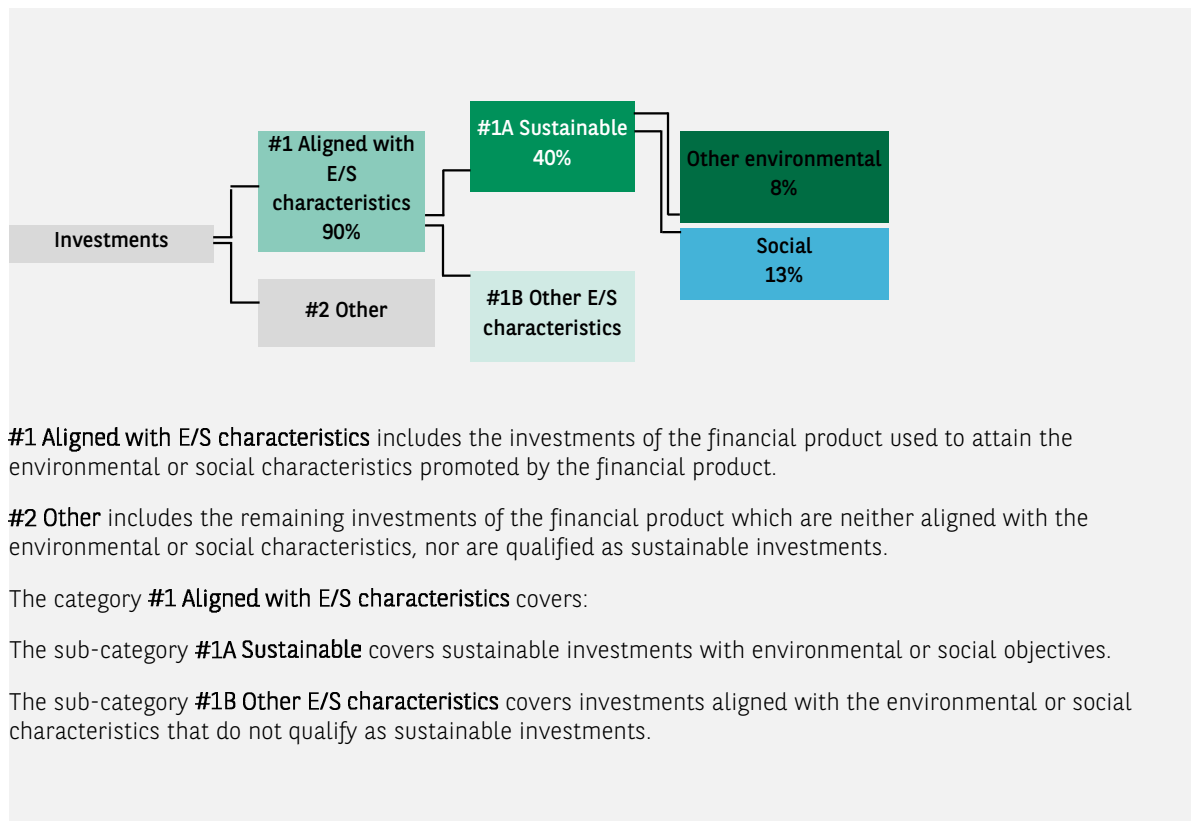 #1A Sustainable
40%
#1 Aligned with
E/S
characteristics
90%
Other environmental
8%
Investments
Social
13%
#2 Other
#1B Other E/S
characteristics
#1 Aligned with E/S characteristics includes the investments of the financial product used to attain the
environmental or social characteristics promoted by the financial product.
#2 Other includes the remaining investments of the financial product which are neither aligned with the
environmental or social characteristics, nor are qualified as sustainable investments.
The category #1 Aligned with E/S characteristics covers:
The sub-category #1A Sustainable covers sustainable investments with environmental or social objectives.
The sub-category #1B Other E/S characteristics covers investments aligned with the environmental or social
characteristics that do not qualify as sustainable investments.